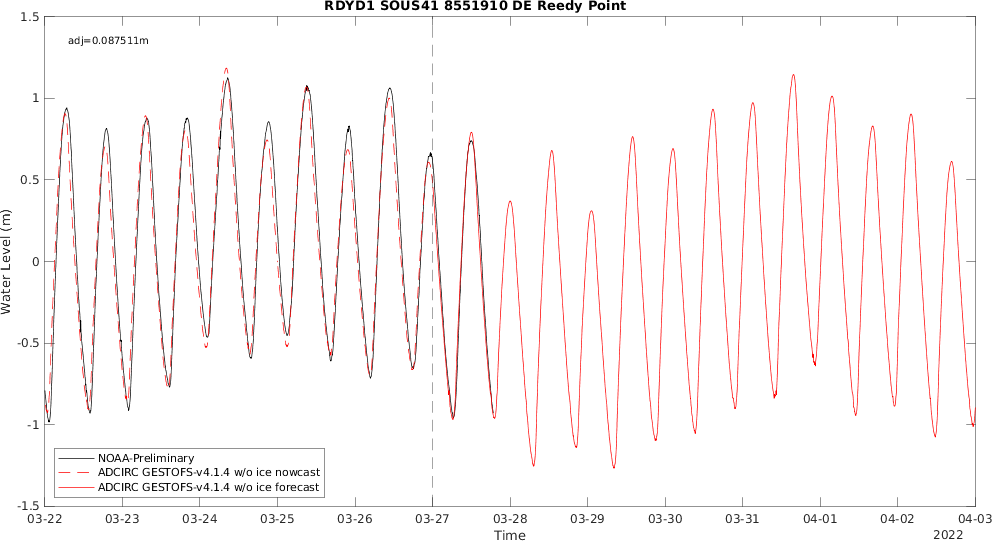 RDYD1 SOUS41 8551910 DE Reedy Point
adj=0.087511m
1.5
1
0.5
0
-0.5
-1
-1.5
Water Level (m)
NOAA-Preliminary
ADCIRC GESTOFS-v4.1.4 w/o ice nowcast
ADCIRC GESTOFS-v4.1.4 w/o ice forecast
03-22 03-23 03-24 03-25 03-26 03-27 03-28 03-29 03-30 03-31 04-01 04-02 04-03
Time
2022